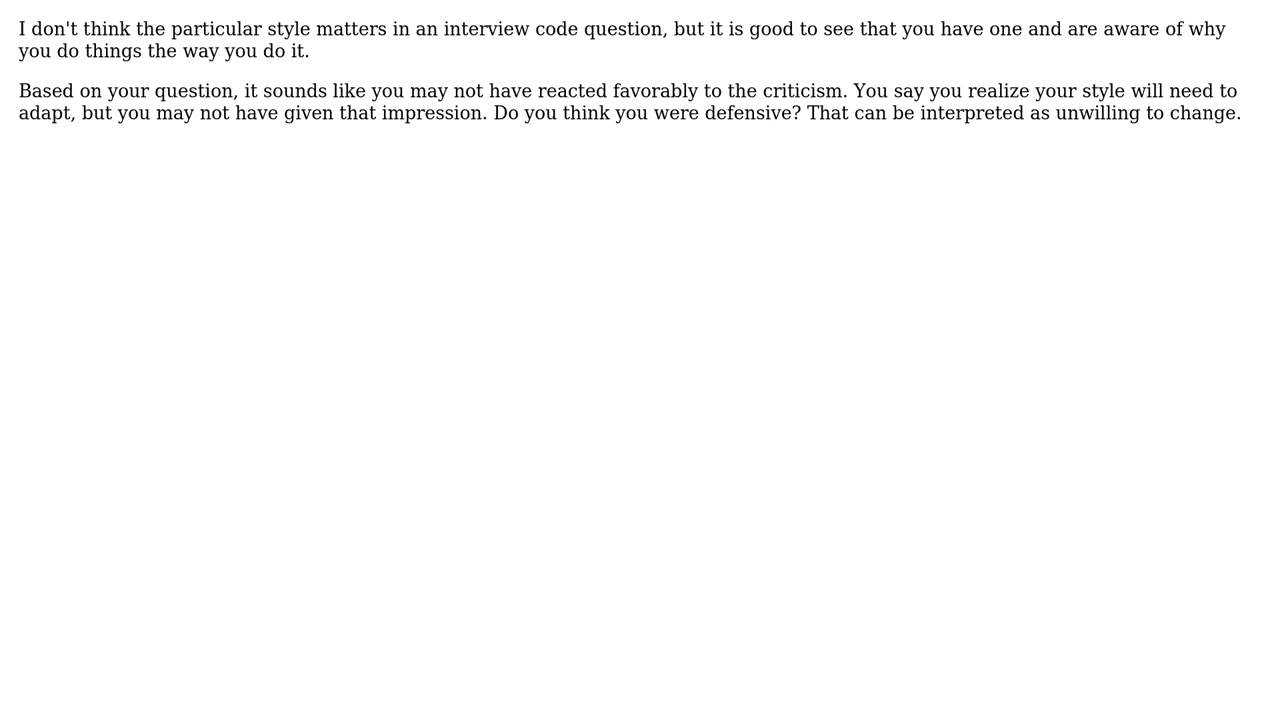 I don't think the particular style matters in an interview code question, but it is good to see that you have one and are aware of why
you do things the way you do it.
Based on your question, it sounds like you may not have reacted favorably to the criticism. You say you realize your style will need to
adapt, but you may not have given that impression. Do you think you were defensive? That can be interpreted as unwilling to change.